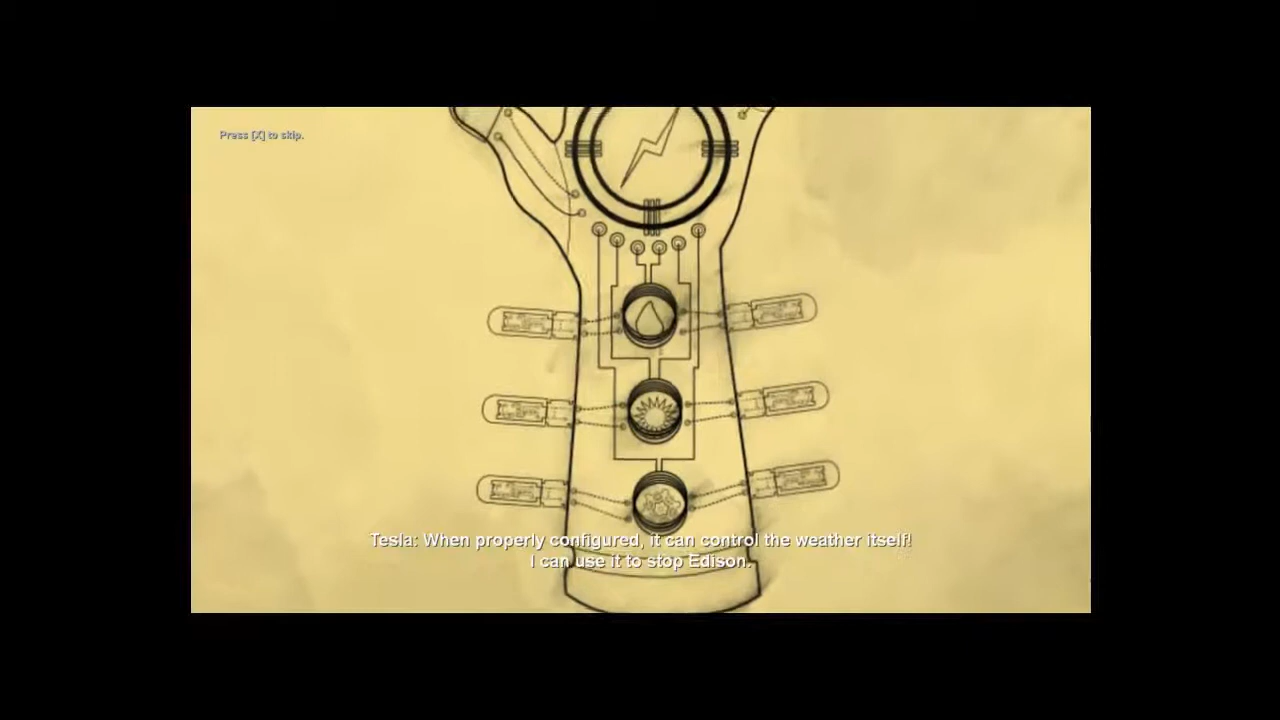 Press [X] to skip.
Tesla: When properly configured, it can control the weather itself!
I can use it to stop Edison.